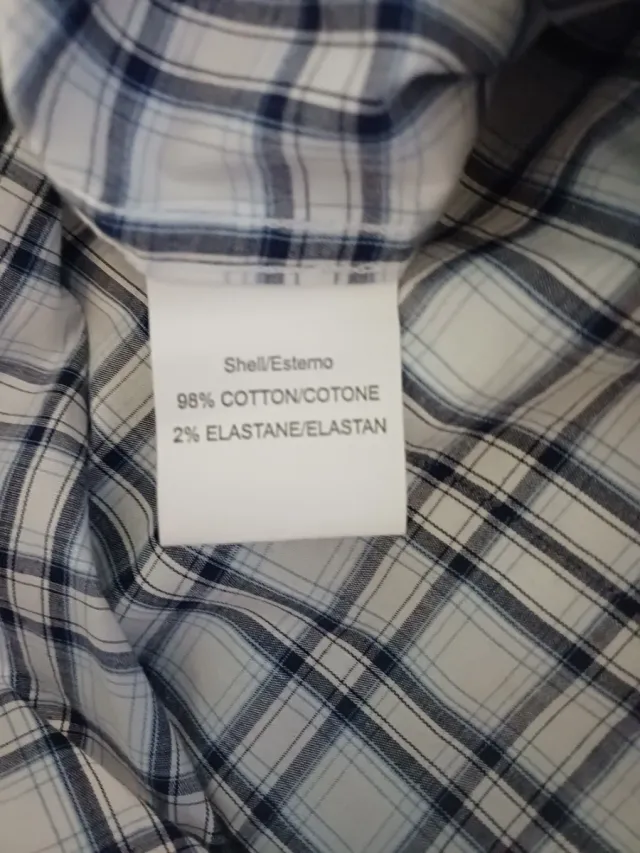 Shell/Esterno
98% COTTON/COTONE
2% ELASTANE/ELASTAN